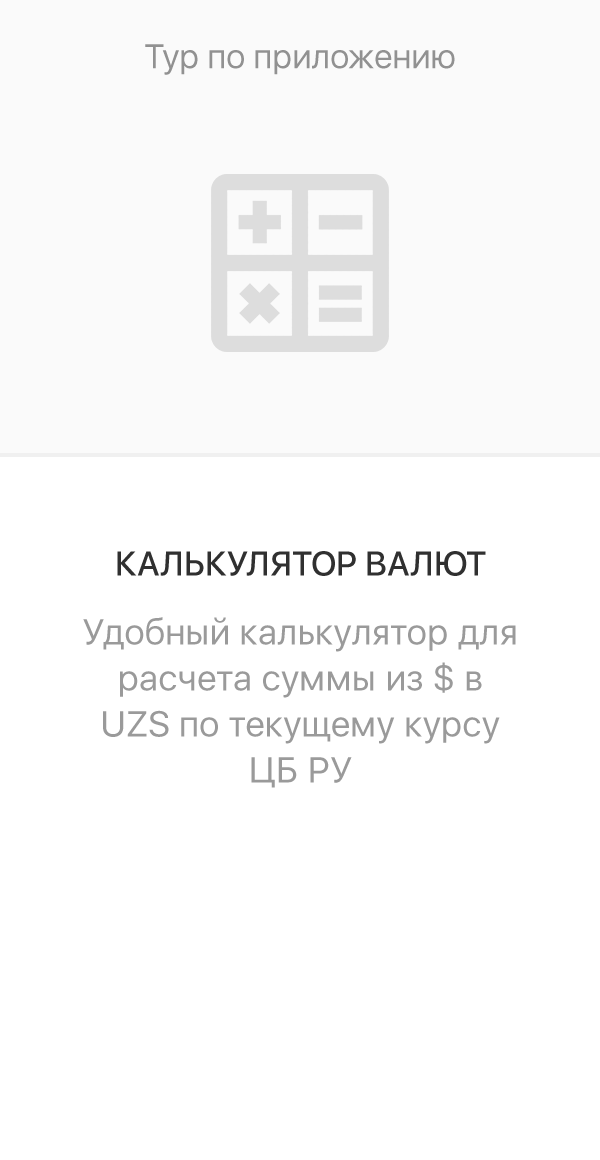 Тур по приложению
КАЛЬКУЛЯТОР ВАЛЮТ
Удобный калькулятор для
расчета суммы из $ в
UZS по текущему курсу
ЦБ РУ